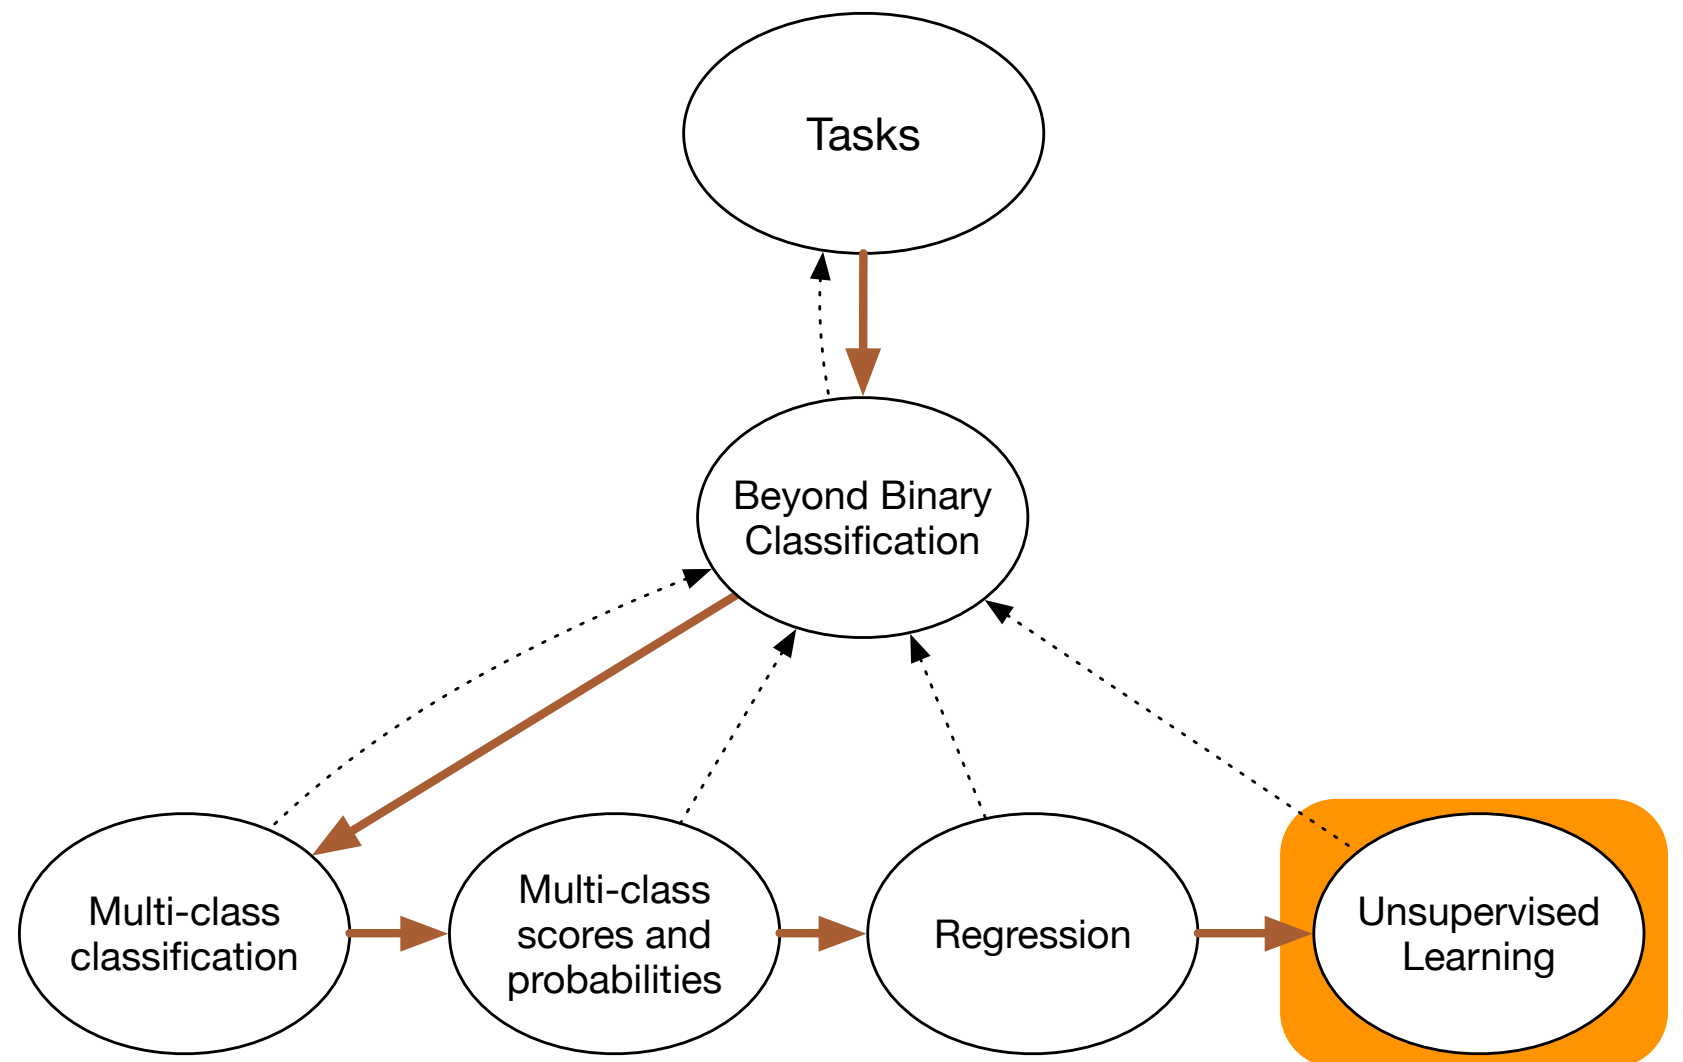 Tasks
Beyond Binary
Classification
Multi-class
classification
Multi-class
scores and
probabilities
Regression
Unsupervised
Learning